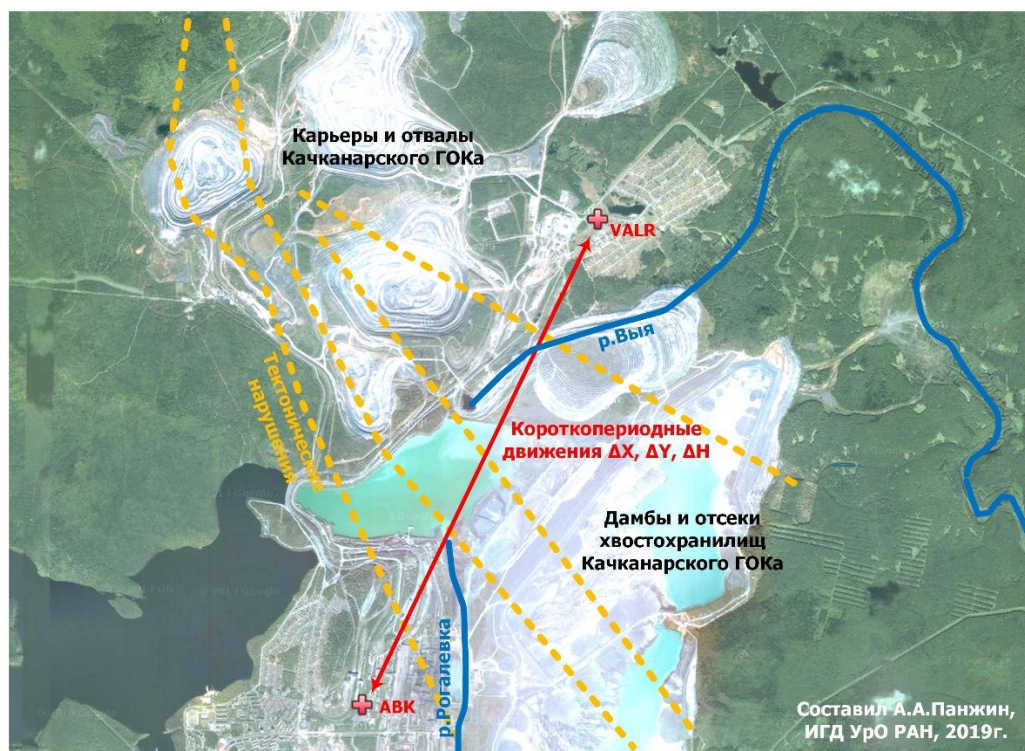 Карьеры и отвалы
Качканарского ГОКа
VALR
р.Выя
Тектонические
нарушения
Короткопериодные
движения ΔX, ΔY, ΔH
Дамбы и отсеки
хвостохранилищ
Качканарского ГОКа
р.Рогалевка
АВК
Составил А.А.Панжин,
ИГД УрО РАН, 2019г.